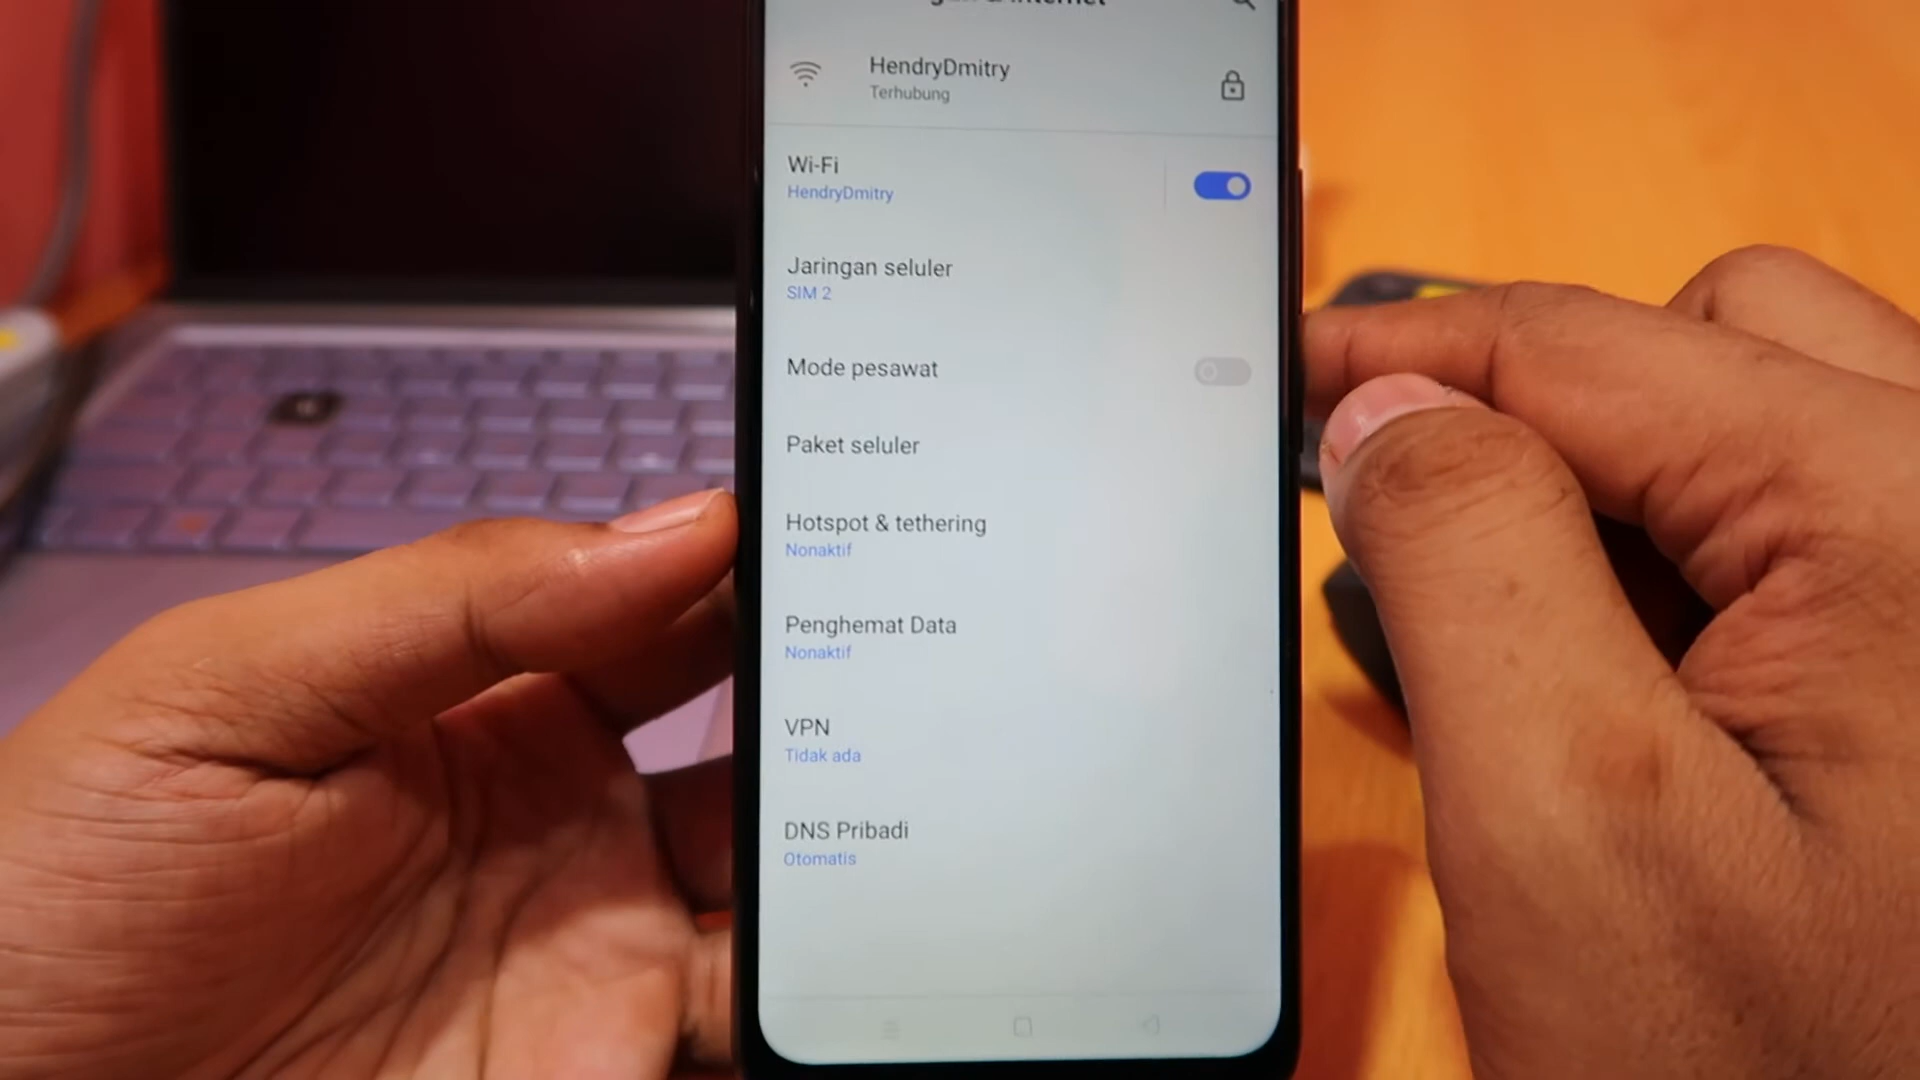 & internet
HendryDmitry
Terhubung
Wi-Fi
HendryDmitry
Jaringan seluler
SIM 2
Mode pesawat
Paket seluler
Hotspot & tethering
Nonaktif
Penghemat Data
Nonaktif
VPN
Tidak ada
DNS Pribadi
Otomatis